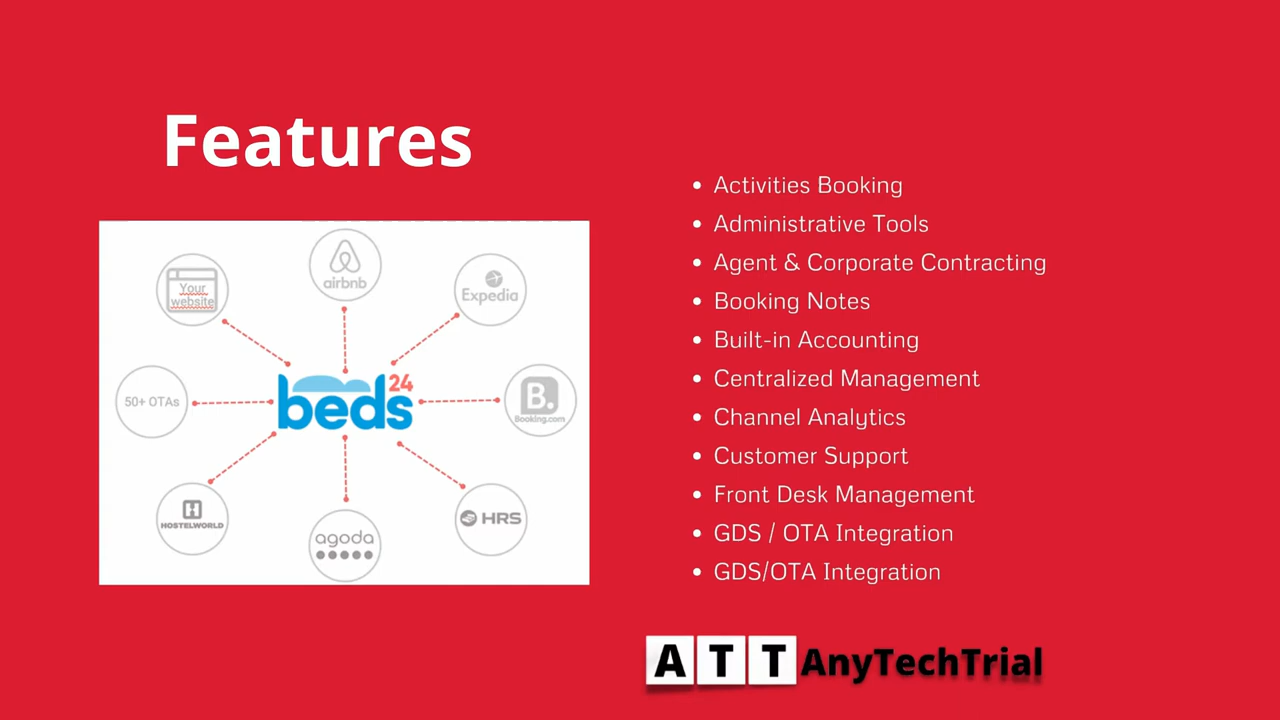 Features
Your
website
airbnb
Expedia
50+ OTAs
beds24
B.
Booking.com
H
HOSTELWORLD
agoda
HRS
• Activities Booking
• Administrative Tools
• Agent & Corporate Contracting
• Booking Notes
• Built-in Accounting
• Centralized Management
• Channel Analytics
• Customer Support
• Front Desk Management
• GDS / OTA Integration
• GDS/OTA Integration
ATT AnyTechTrial